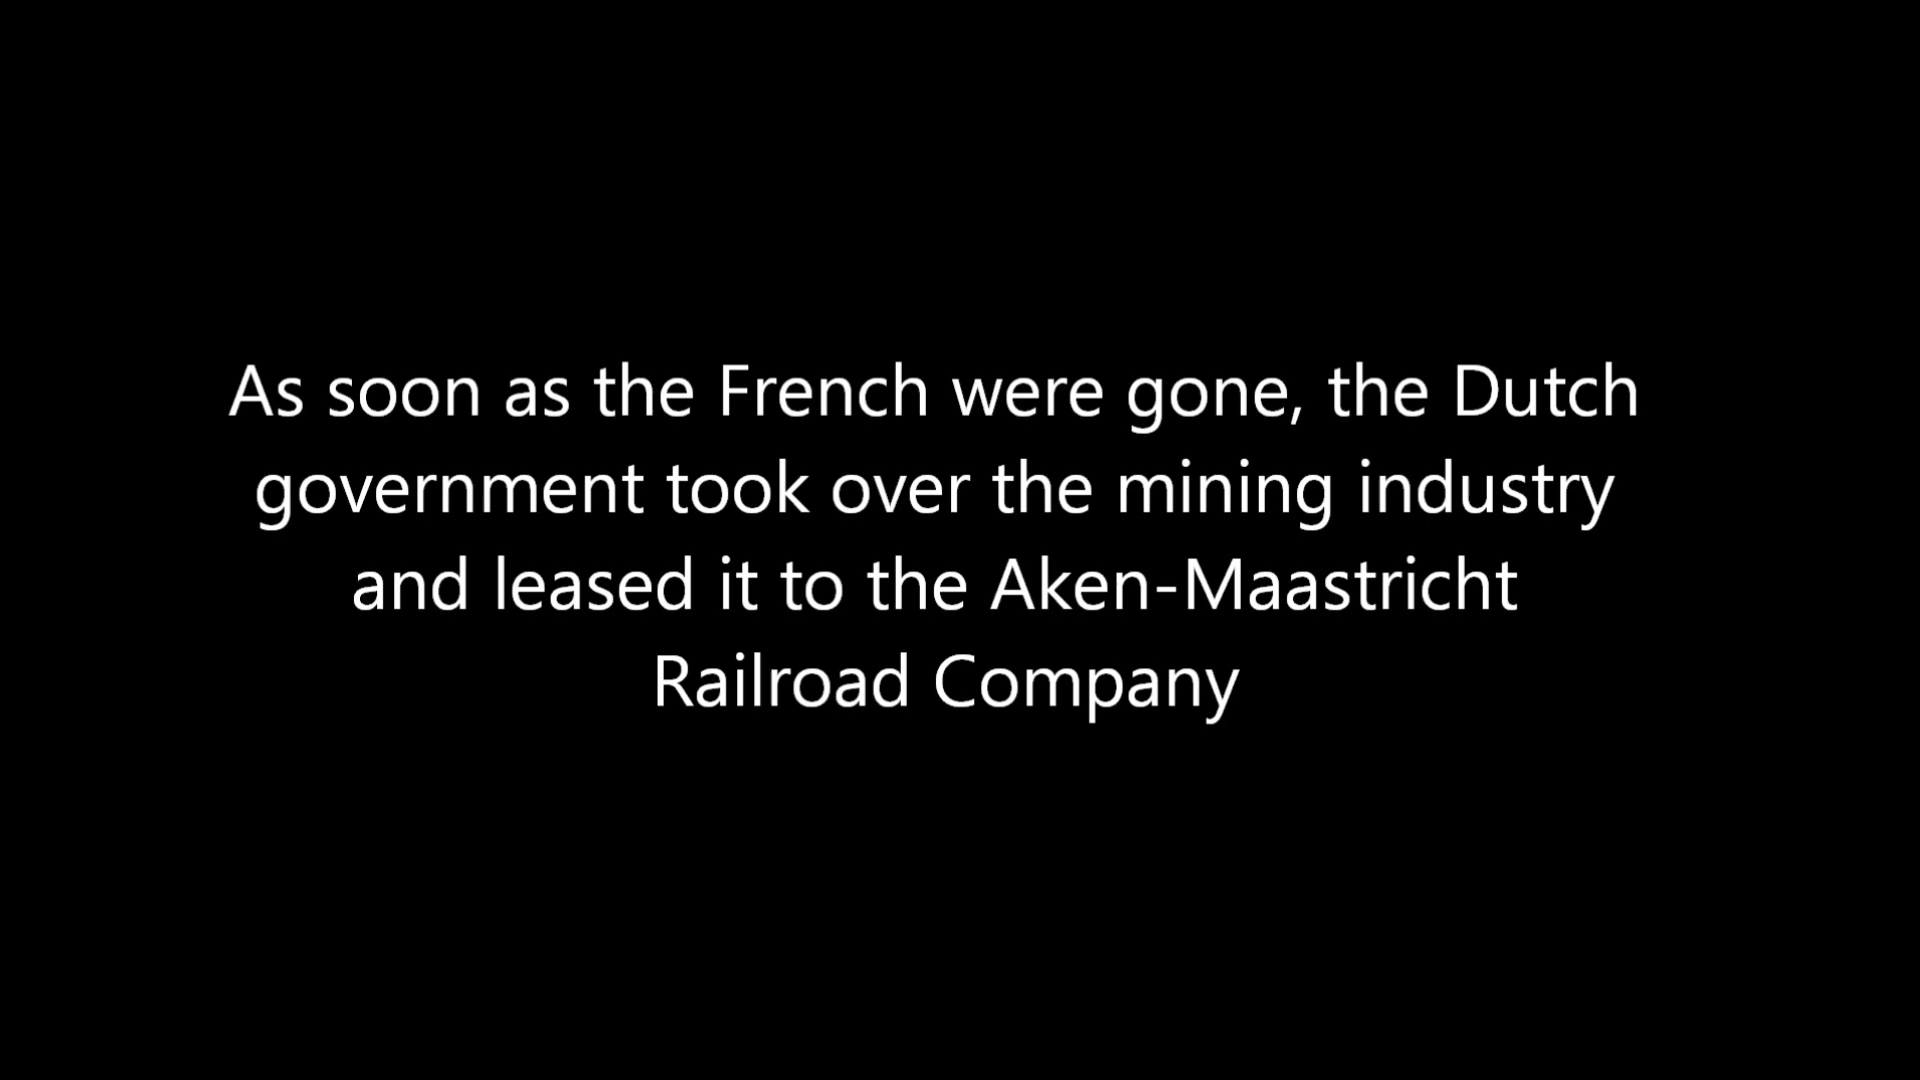 As soon as the French were gone, the Dutch
government took over the mining industry
and leased it to the Aken-Maastricht
Railroad Company